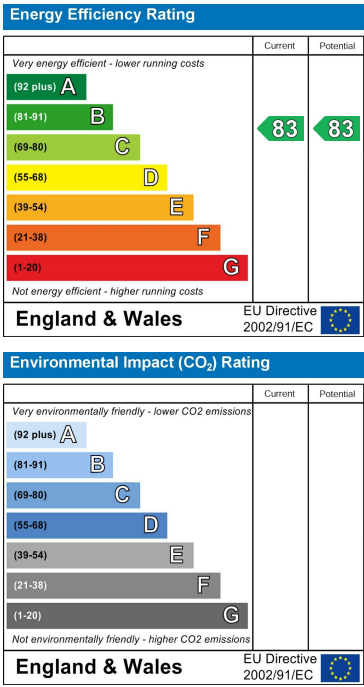 Energy Efficiency Rating
Current Potential
Very energy efficient - lower running costs
(92 plus) A
(81-91) B
83 83
(69-80) C
(55-68) D
(39-54) E
(21-38) F
(1-20) G
Not energy efficient - higher running costs
England & Wales
EU Directive
2002/91/EC
Environmental Impact (CO₂) Rating
Current Potential
Very environmentally friendly - lower CO2 emissions
(92 plus) A
(81-91) B
(69-80) C
(55-68) D
(39-54) E
(21-38) F
(1-20) G
Not environmentally friendly - higher CO2 emissions
England & Wales
EU Directive
2002/91/EC